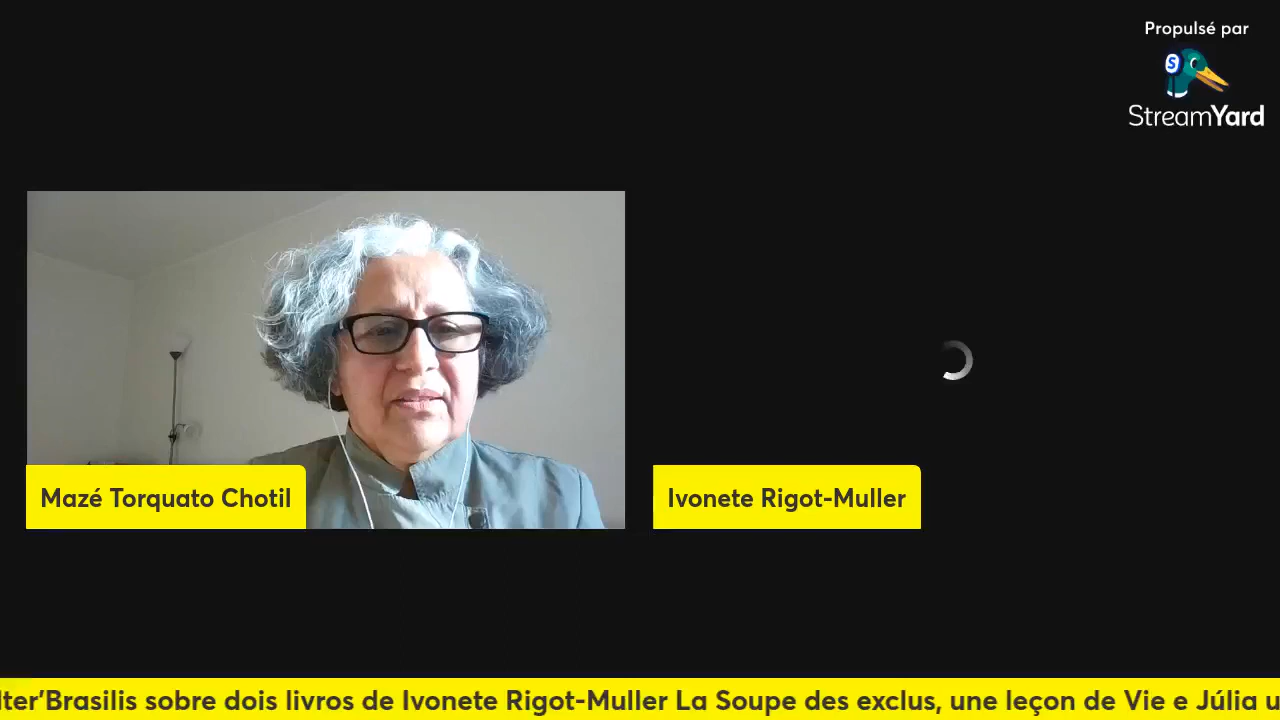 Propulsé par
S
StreamYard
Mazé Torquato Chotil
Ivonete Rigot-Muller
lter'Brasilis sobre dois livros de Ivonete Rigot-Muller La Soupe des exclus, une leçon de Vie e Júlia u